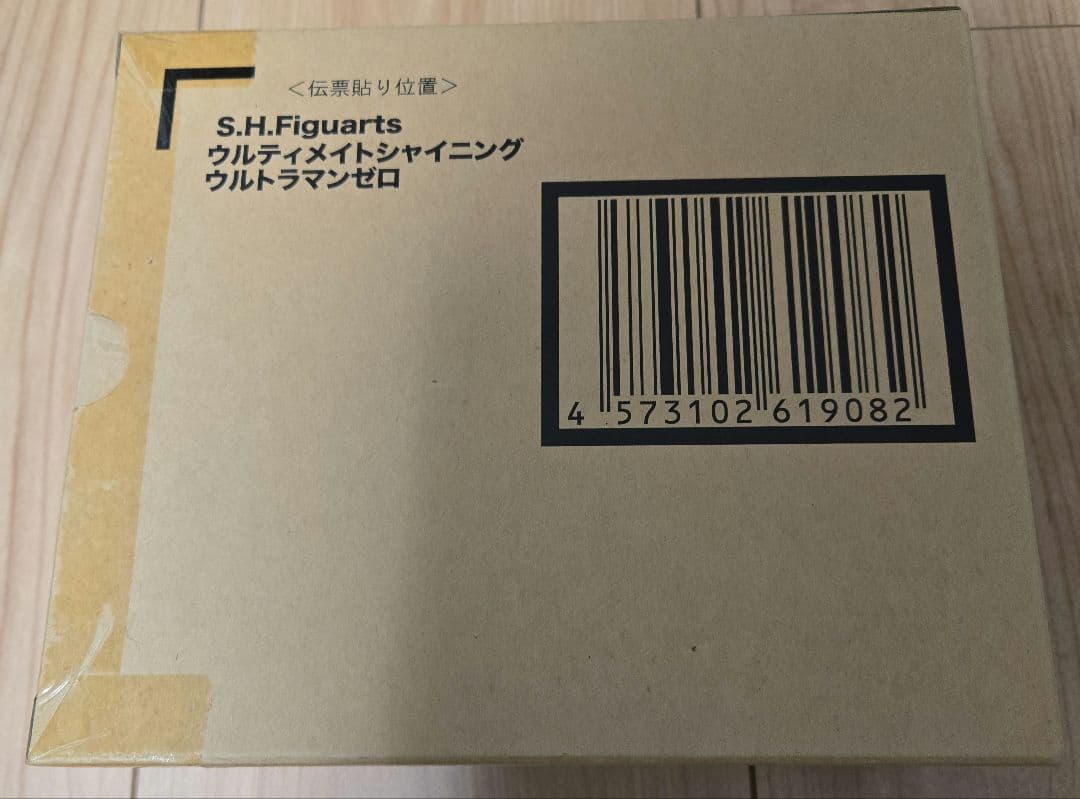 ＜伝票貼り位置＞
S.H.Figuarts
ウルティメイトシャイニング
ウルトラマンゼロ
4 573102 619082